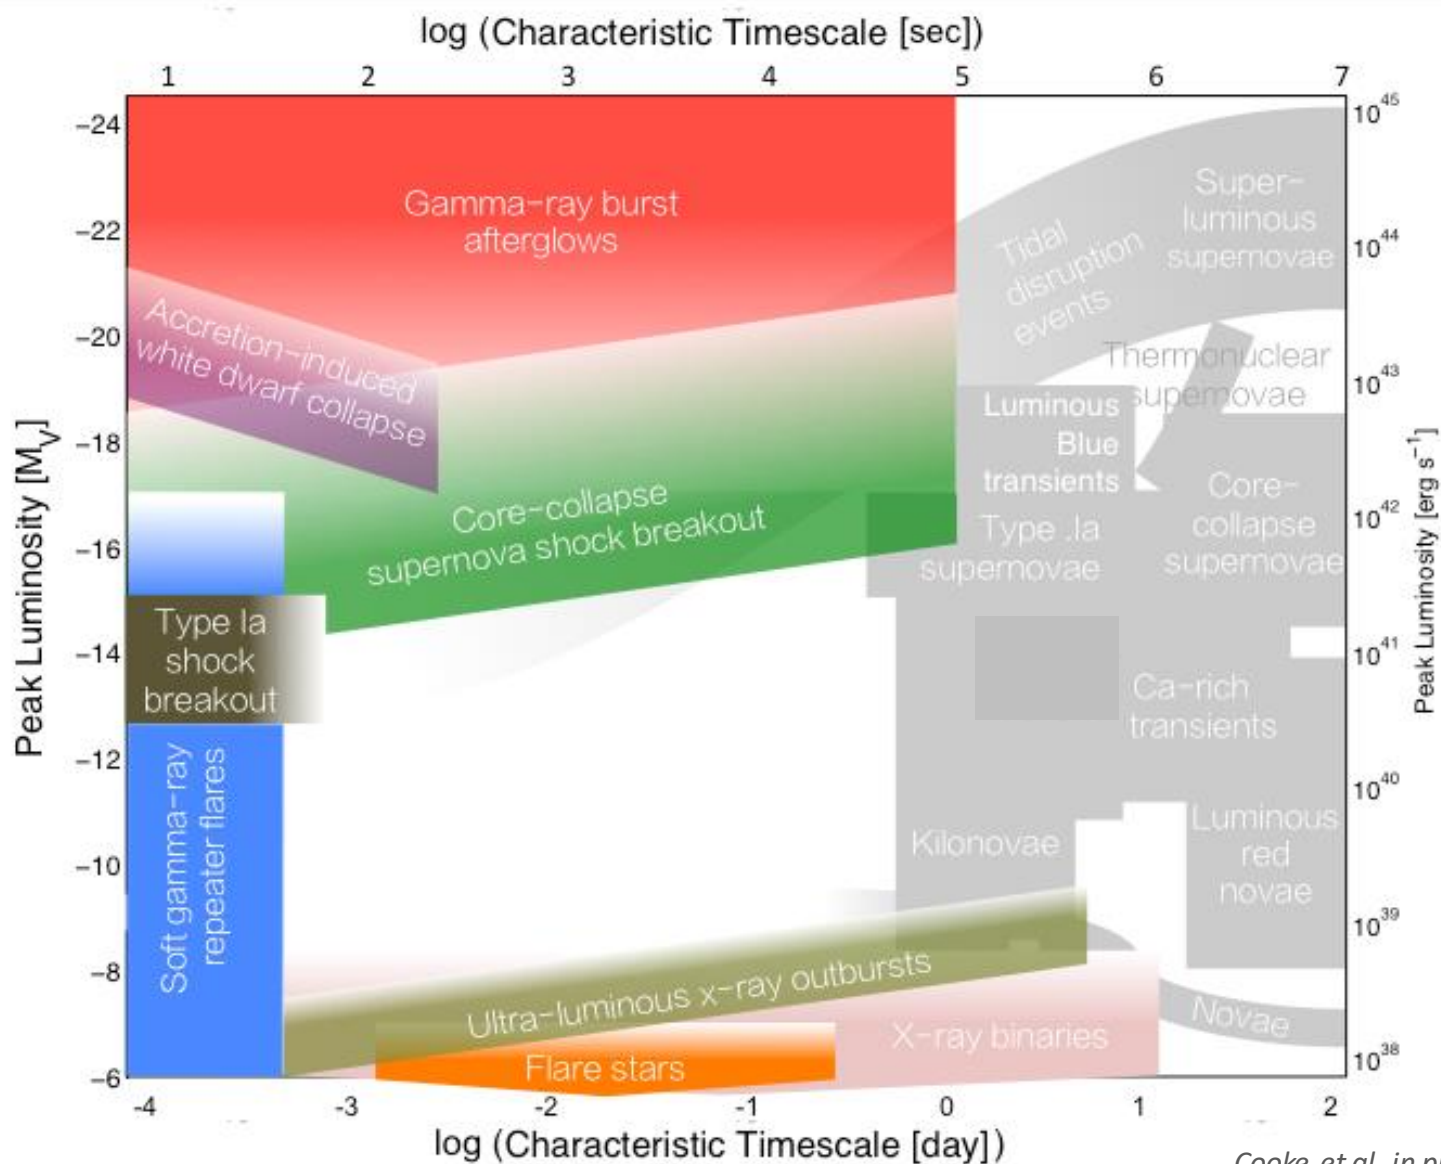 log (Characteristic Timescale [sec])
1 2 3 4 5 6 7
Peak Luminosity [MV]
−24
−22
−20
−18
−16
−14
−12
−10
−8
−6
10^45
10^44
10^43
10^42
10^41
10^40
10^39
10^38
Peak Luminosity [erg s⁻¹]
Gamma−ray burst
afterglows
Accretion−induced
white dwarf collapse
Core−collapse
supernova shock breakout
Type Ia
shock
breakout
Soft gamma−ray
repeater flares
Ultra−luminous x−ray outbursts
Flare stars
X−ray binaries
Tidal
disruption
events
Super−
luminous
supernovae
Thermonuclear
supernovae
Luminous
Blue
transients
Type .Ia
supernovae
Core−
collapse
supernovae
Ca−rich
transients
Kilonovae
Luminous
red
novae
Novae
-4 -3 -2 -1 0 1 2
log (Characteristic Timescale [day])
Cooke, et al., in